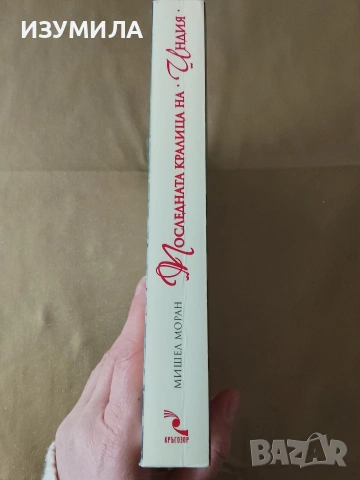 ИЗУМИЛА
МИШЕЛ МОРАН
ПОСЛЕДНАТА КРАЛИЦА НА • ИНДИЯ •
КРЪГОЗОР
BAZAR